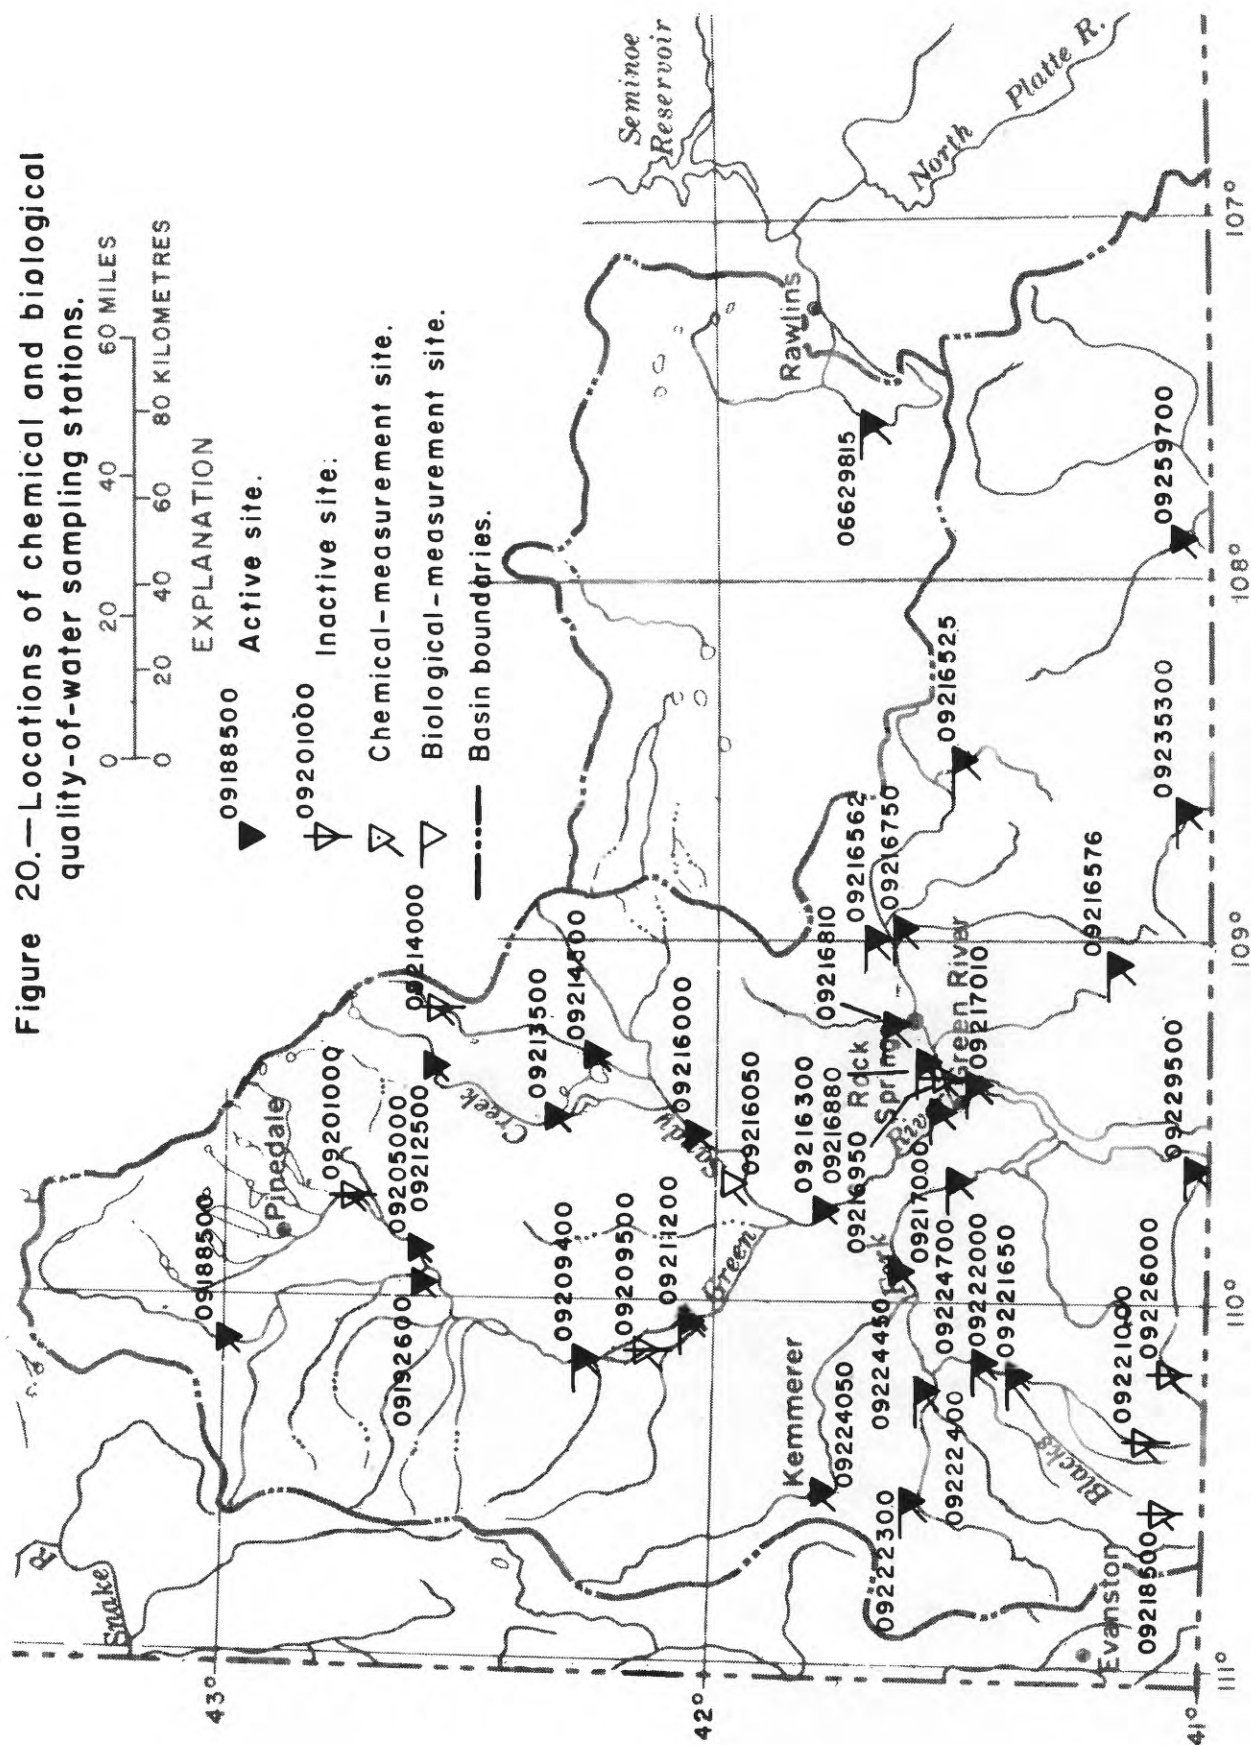 Figure 20.—Locations of chemical and biological
quality-of-water sampling stations.
0 20 40 60 MILES
0 20 40 60 80 KILOMETRES
EXPLANATION
09188500
Active site.
09201000
Inactive site.
Chemical-measurement site.
Biological-measurement site.
Basin boundaries.
Snake
R.
43°
09188500
Pinedale
09201000
09205000
09212500
09192600
09214000
09213500
09214500
Creek
Sandy
09216000
09209400
09209500
09211200
09216050
Green
42°
Seminoe
Reservoir
Rawlins
North Platte R.
06629815
Kemmerer
09224050
09216300
09216880
09216950
09217000
Rock
Springs
09216810
09216562
09216750
Green River
09217010
River
Fork
09224450
09224700
09222000
09221650
09222300
09222400
Blacks
09216525
09216576
09259700
09235300
09229500
09226000
09221000
09218500
Evanston
41°
111°
110°
109°
108°
107°